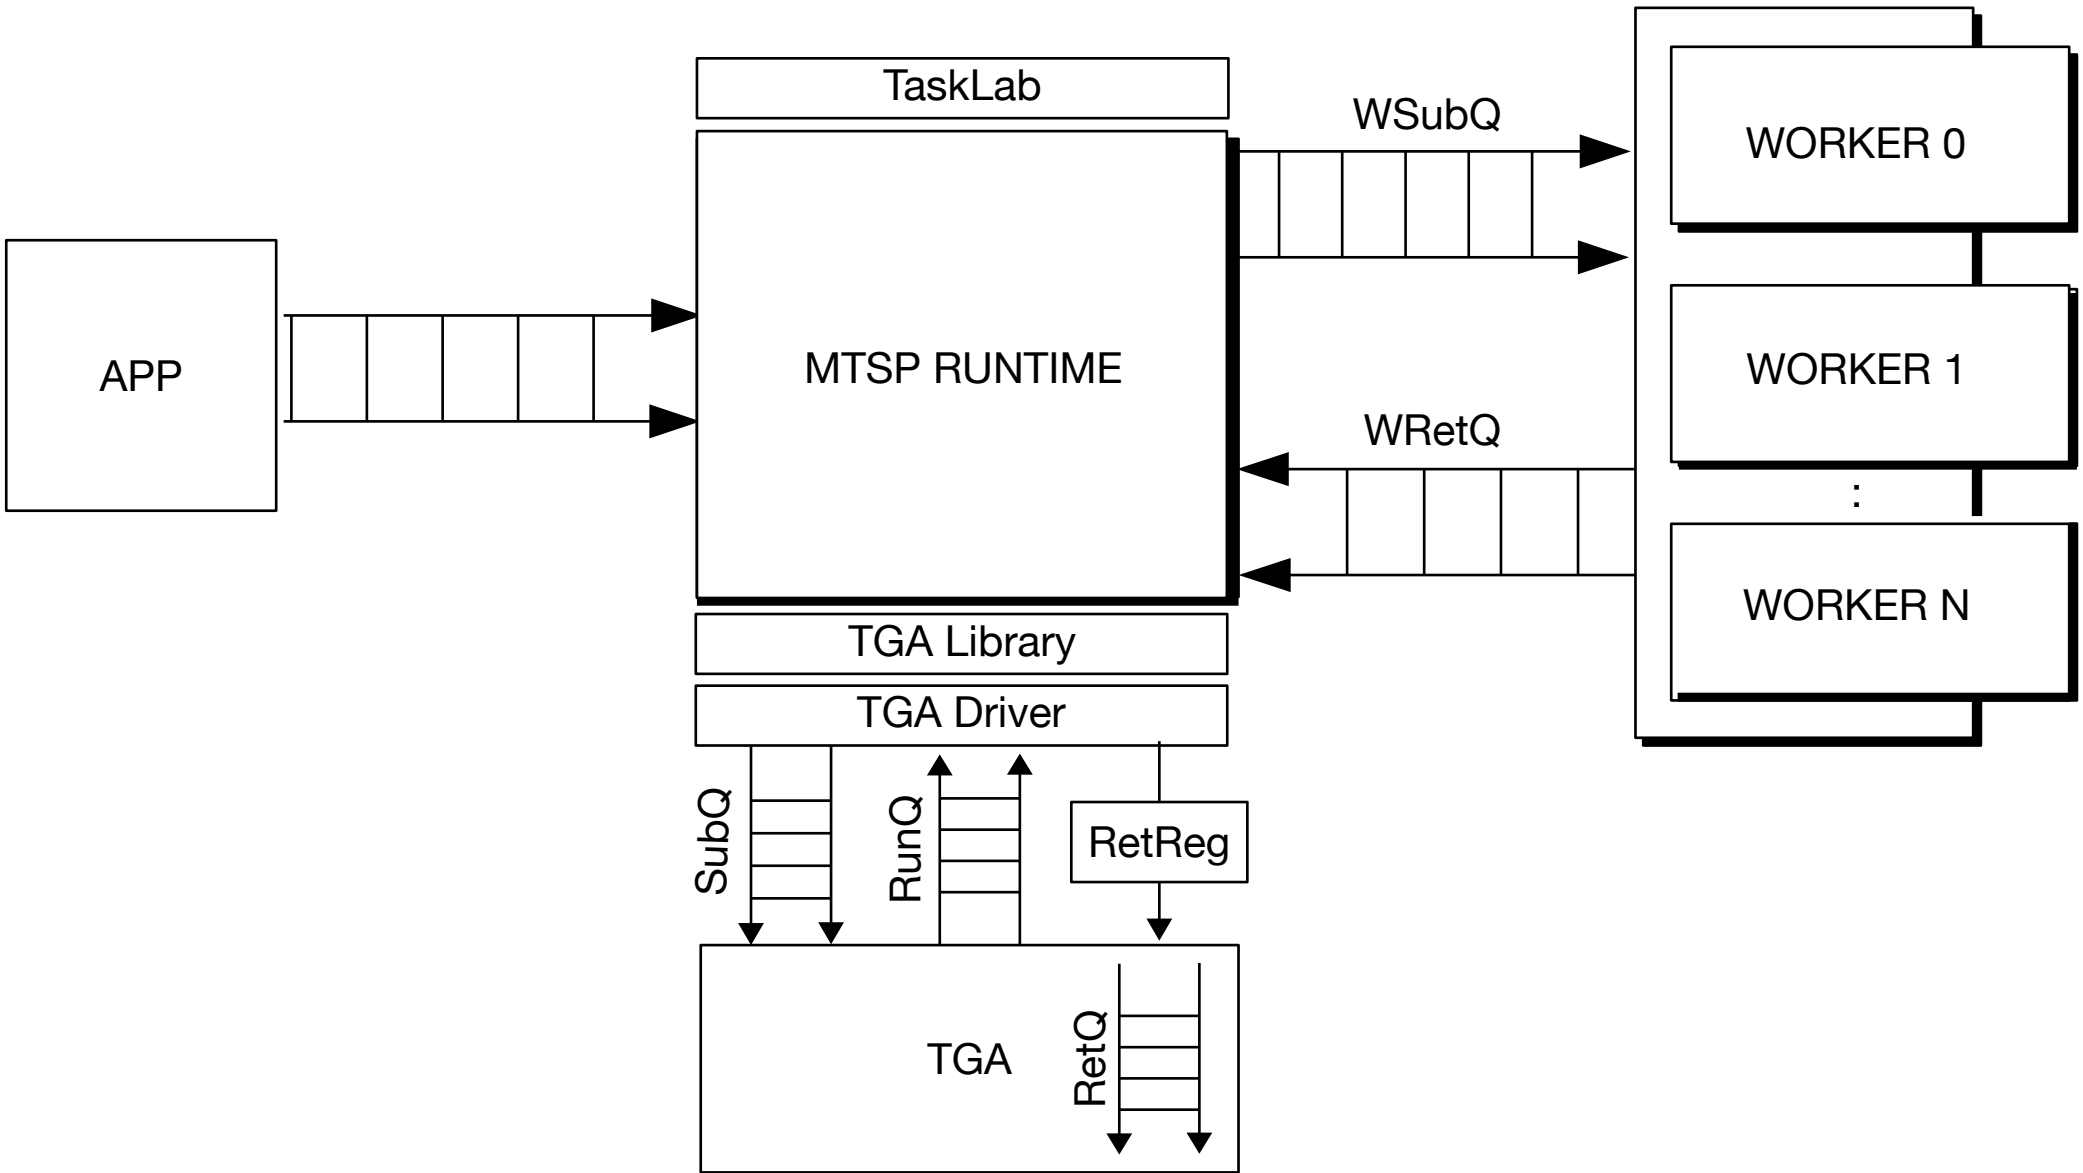 TaskLab
WSubQ
WORKER 0
APP
MTSP RUNTIME
WORKER 1
WRetQ
:
WORKER N
TGA Library
TGA Driver
SubQ
RunQ
RetReg
TGA
RetQ